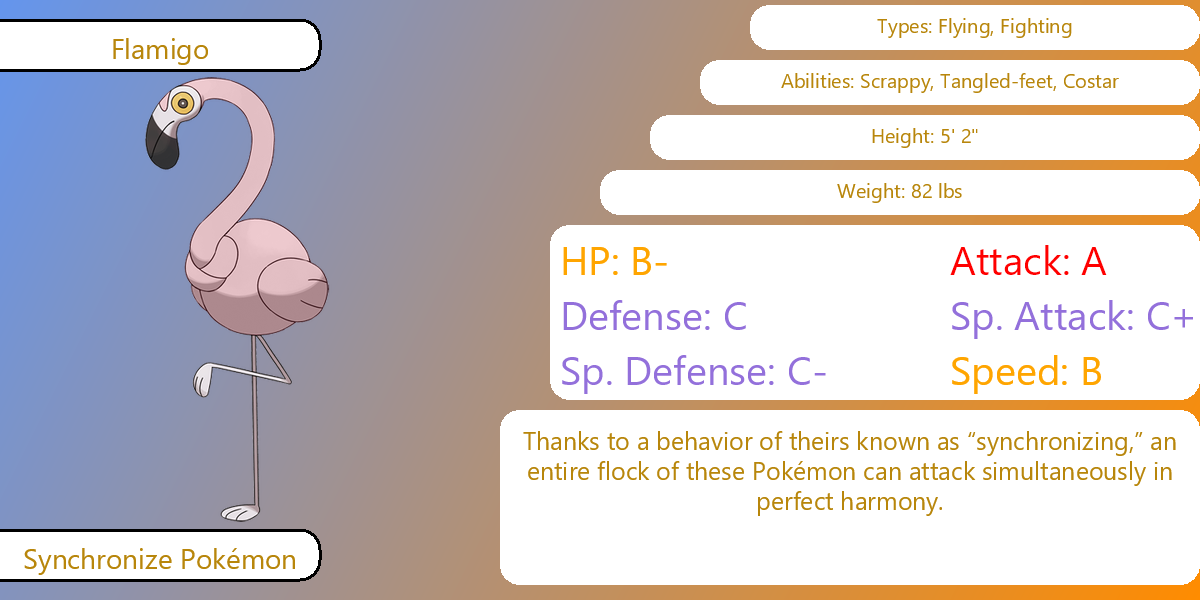 Flamigo
Types: Flying, Fighting
Abilities: Scrappy, Tangled-feet, Costar
Height: 5' 2"
Weight: 82 lbs
HP: B-
Attack: A
Defense: C
Sp. Attack: C+
Sp. Defense: C-
Speed: B
Thanks to a behavior of theirs known as “synchronizing,” an
entire flock of these Pokémon can attack simultaneously in
perfect harmony.
Synchronize Pokémon